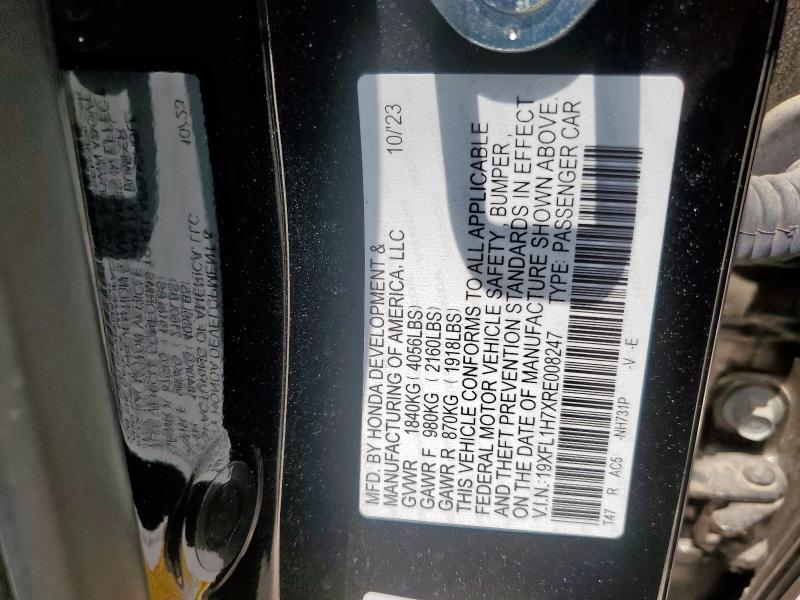 MFD. BY HONDA DEVELOPMENT &
MANUFACTURING OF AMERICA, LLC 10/'23
GVWR 1840KG ( 4056LBS)
GAWR F 980KG ( 2160LBS)
GAWR R 870KG ( 1918LBS)
THIS VEHICLE CONFORMS TO ALL APPLICABLE
FEDERAL MOTOR VEHICLE SAFETY, BUMPER,
AND THEFT PREVENTION STANDARDS IN EFFECT
ON THE DATE OF MANUFACTURE SHOWN ABOVE.
V.I.N.: 19XFL1H7XRE008247 TYPE: PASSENGER CAR
T47 R AC5 -NH731P -V -E